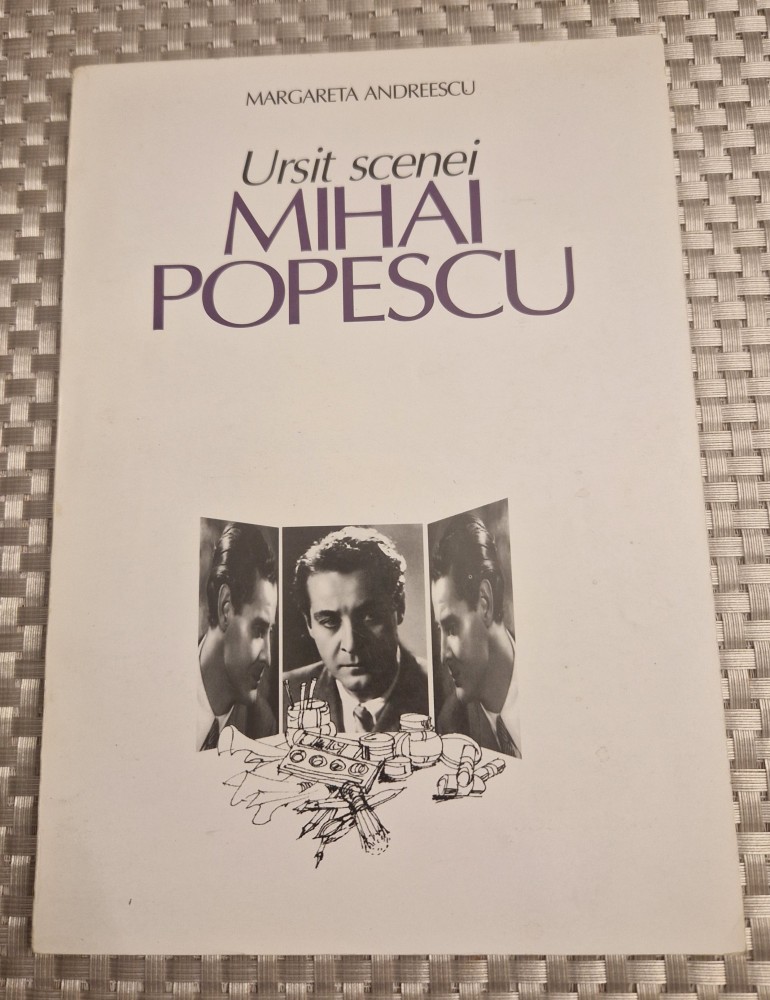 MARGARETA ANDREESCU
Ursit scenei
MIHAI
POPESCU